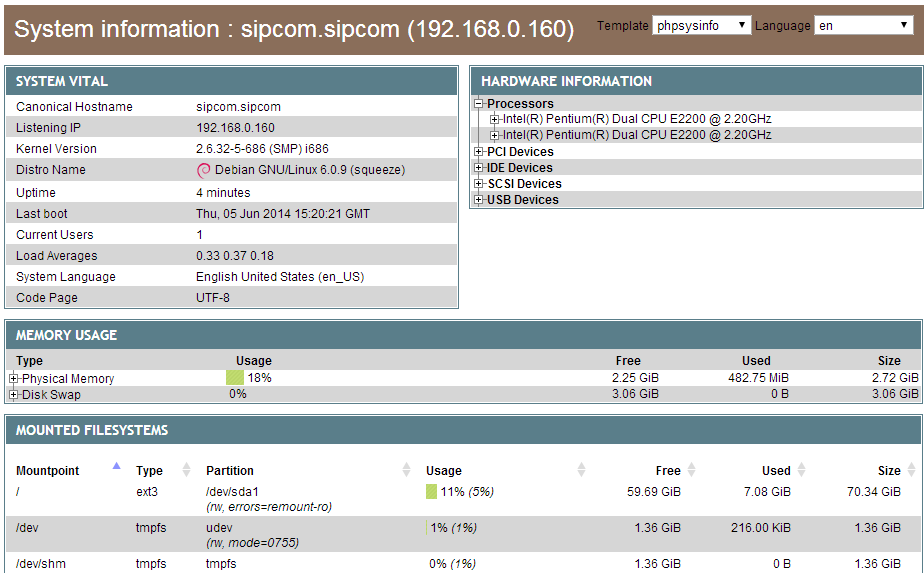 System information : sipcom.sipcom (192.168.0.160) Template phpsysinfo Language en
SYSTEM VITAL
Canonical Hostname sipcom.sipcom
Listening IP 192.168.0.160
Kernel Version 2.6.32-5-686 (SMP) i686
Distro Name Debian GNU/Linux 6.0.9 (squeeze)
Uptime 4 minutes
Last boot Thu, 05 Jun 2014 15:20:21 GMT
Current Users 1
Load Averages 0.33 0.37 0.18
System Language English United States (en_US)
Code Page UTF-8
HARDWARE INFORMATION
Processors
Intel(R) Pentium(R) Dual CPU E2200 @ 2.20GHz
Intel(R) Pentium(R) Dual CPU E2200 @ 2.20GHz
PCI Devices
IDE Devices
SCSI Devices
USB Devices
MEMORY USAGE
Type Usage Free Used Size
Physical Memory 18% 2.25 GiB 482.75 MiB 2.72 GiB
Disk Swap 0% 3.06 GiB 0 B 3.06 GiB
MOUNTED FILESYSTEMS
Mountpoint Type Partition Usage Free Used Size
/ ext3 /dev/sda1 11% (5%) 59.69 GiB 7.08 GiB 70.34 GiB
(rw, errors=remount-ro)
/dev tmpfs udev 1% (1%) 1.36 GiB 216.00 KiB 1.36 GiB
(rw, mode=0755)
/dev/shm tmpfs tmpfs 0% (1%) 1.36 GiB 0 B 1.36 GiB